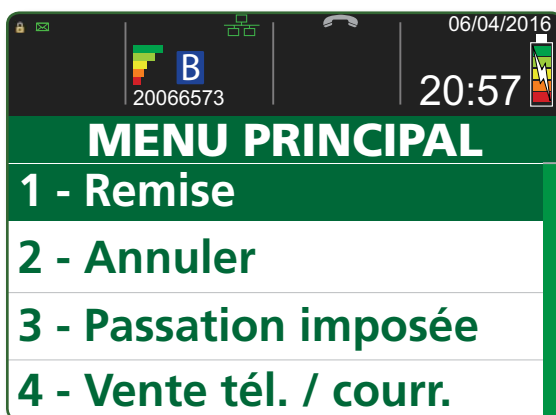 06/04/2016
B
20066573
20:57
MENU PRINCIPAL
1 - Remise
2 - Annuler
3 - Passation imposée
4 - Vente tél. / courr.